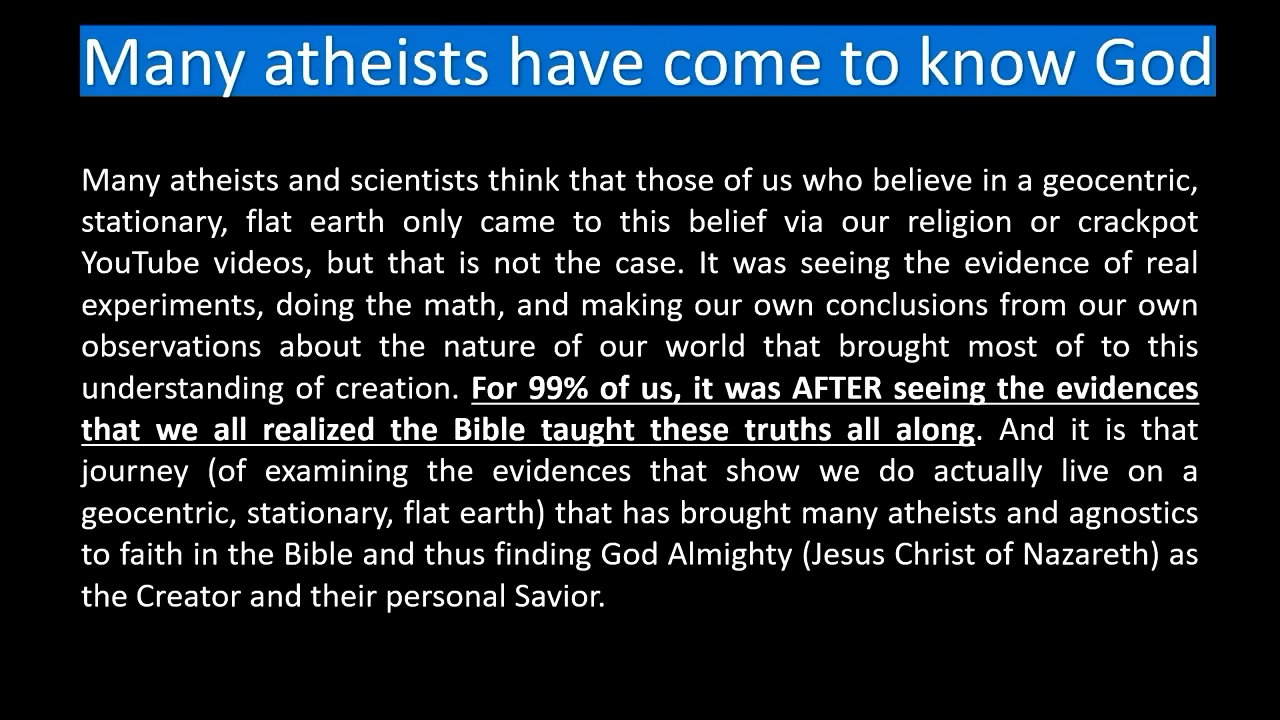 Many atheists have come to know God
Many atheists and scientists think that those of us who believe in a geocentric,
stationary, flat earth only came to this belief via our religion or crackpot
YouTube videos, but that is not the case. It was seeing the evidence of real
experiments, doing the math, and making our own conclusions from our own
observations about the nature of our world that brought most of to this
understanding of creation. For 99% of us, it was AFTER seeing the evidences
that we all realized the Bible taught these truths all along. And it is that
journey (of examining the evidences that show we do actually live on a
geocentric, stationary, flat earth) that has brought many atheists and agnostics
to faith in the Bible and thus finding God Almighty (Jesus Christ of Nazareth) as
the Creator and their personal Savior.